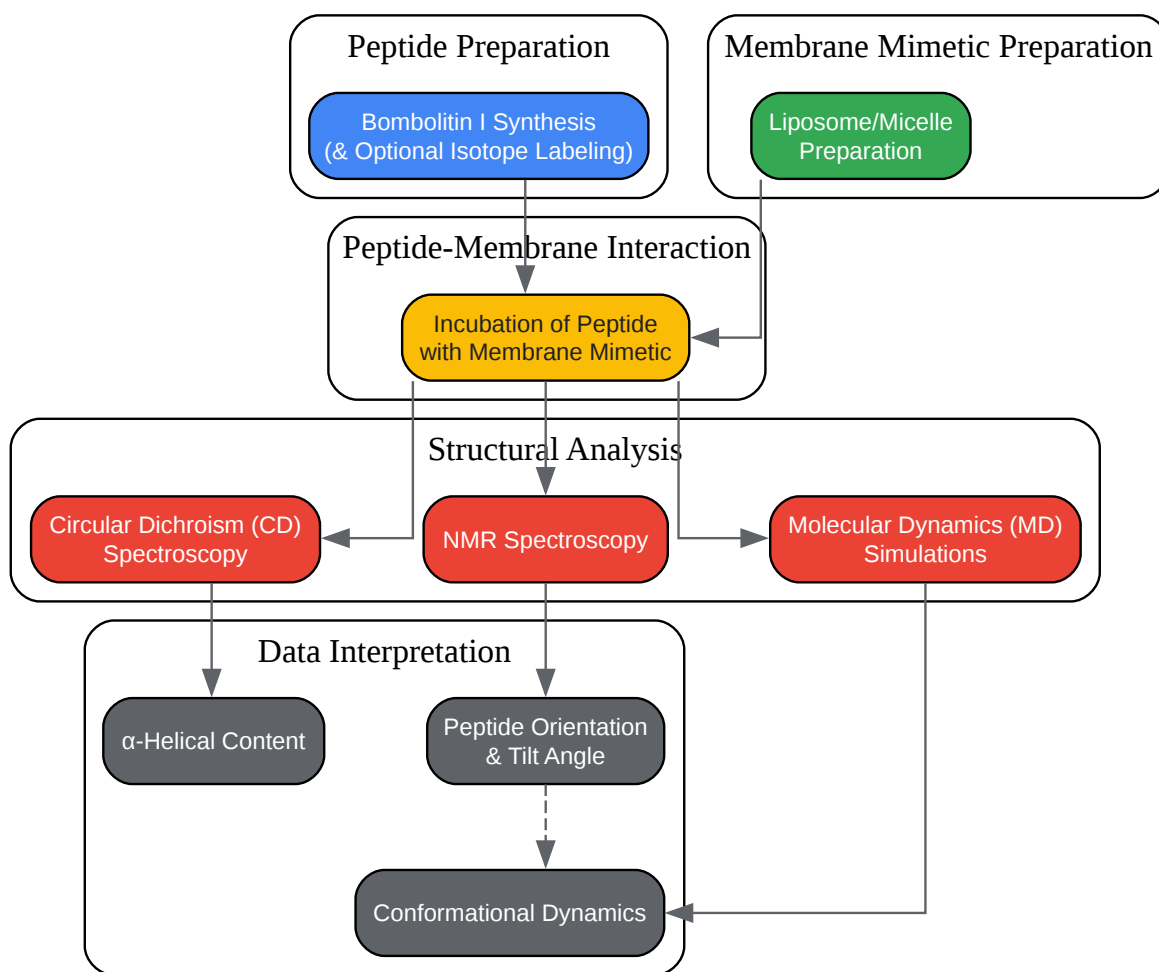 Peptide Preparation
Membrane Mimetic Preparation
Bombolitin I Synthesis
(& Optional Isotope Labeling)
Liposome/Micelle
Preparation
Peptide-Membrane Interaction
Incubation of Peptide
with Membrane Mimetic
Structural Analysis
Circular Dichroism (CD)
Spectroscopy
NMR Spectroscopy
Molecular Dynamics (MD)
Simulations
Data Interpretation
α-Helical Content
Peptide Orientation
& Tilt Angle
Conformational Dynamics